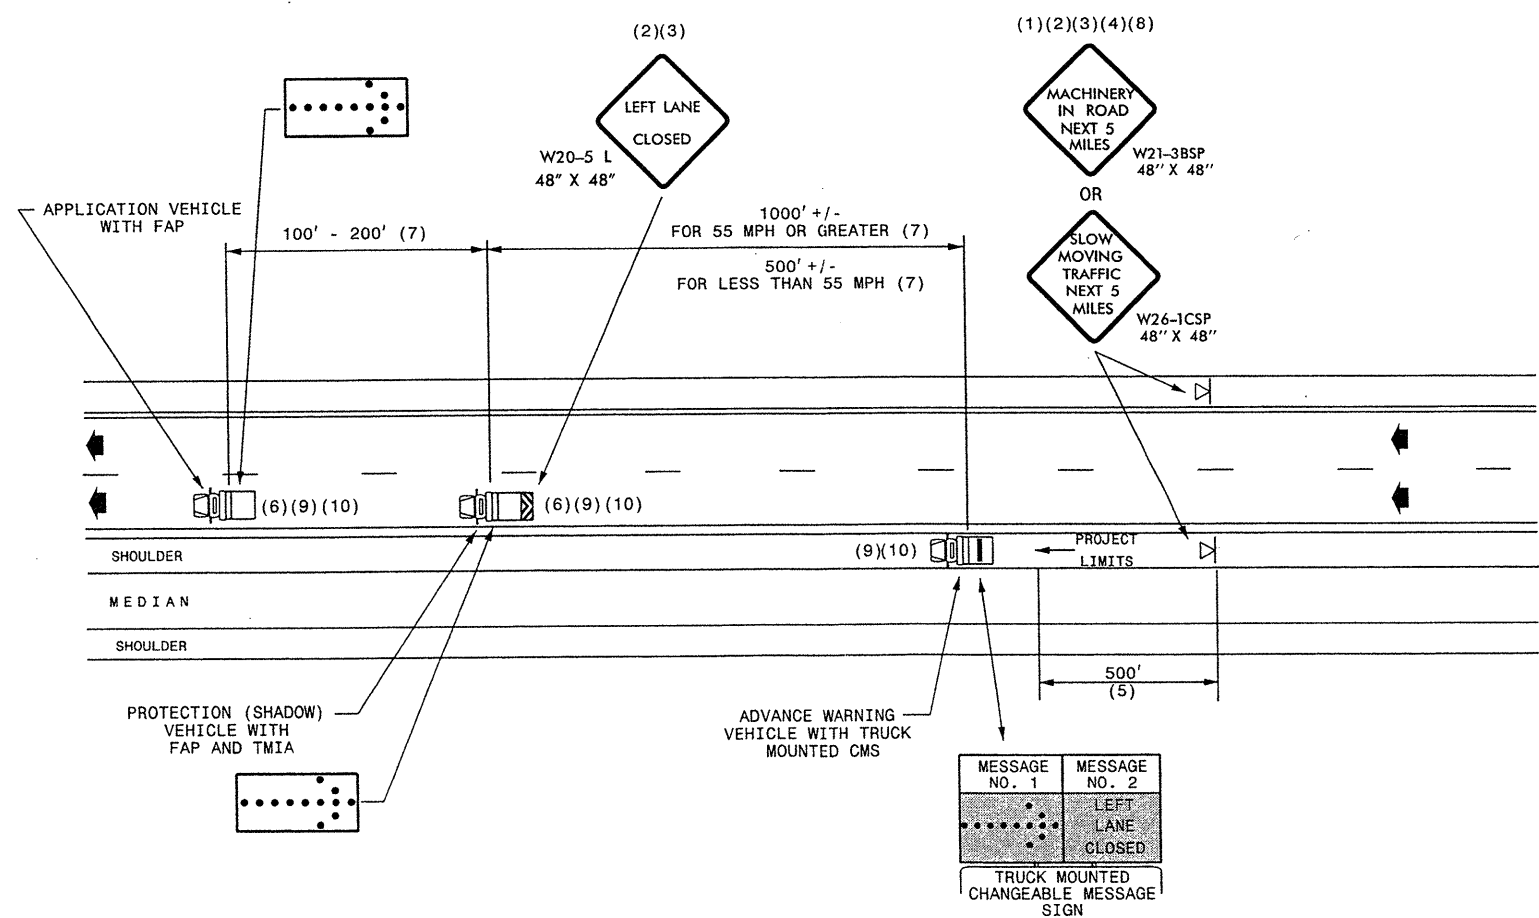 (2)(3)
(1)(2)(3)(4)(8)
LEFT LANE
CLOSED
W20-5 L
48" X 48"
MACHINERY
IN ROAD
NEXT 5
MILES
W21-3BSP
48" X 48"
OR
SLOW
MOVING
TRAFFIC
NEXT 5
MILES
W26-1CSP
48" X 48"
APPLICATION VEHICLE
WITH FAP
100' - 200' (7)
1000' +/-
FOR 55 MPH OR GREATER (7)
500' +/-
FOR LESS THAN 55 MPH (7)
(6)(9)(10)
(6)(9)(10)
(9)(10)
PROJECT
LIMITS
SHOULDER
MEDIAN
SHOULDER
500'
(5)
PROTECTION (SHADOW)
VEHICLE WITH
FAP AND TMIA
ADVANCE WARNING
VEHICLE WITH TRUCK
MOUNTED CMS
MESSAGE
NO. 1
MESSAGE
NO. 2
LEFT
LANE
CLOSED
TRUCK MOUNTED
CHANGEABLE MESSAGE
SIGN